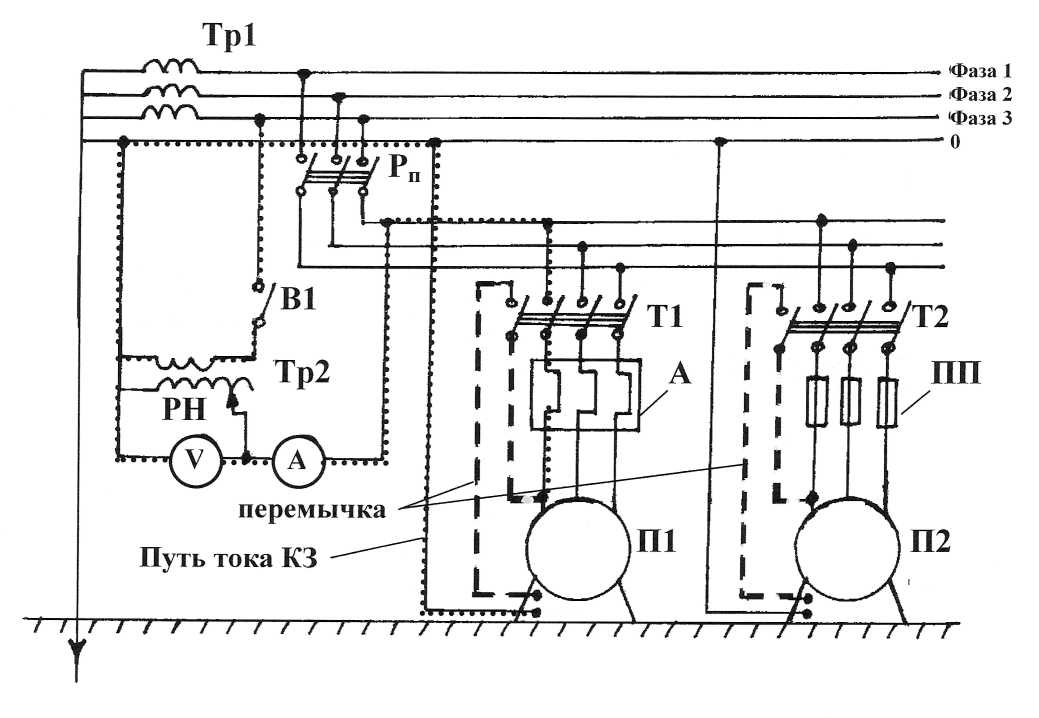 Тр1
Фаза 1
Фаза 2
Фаза 3
0
Рп
В1
Т1
Т2
Тр2
А
ПП
РН
V
А
перемычка
Путь тока КЗ
П1
П2